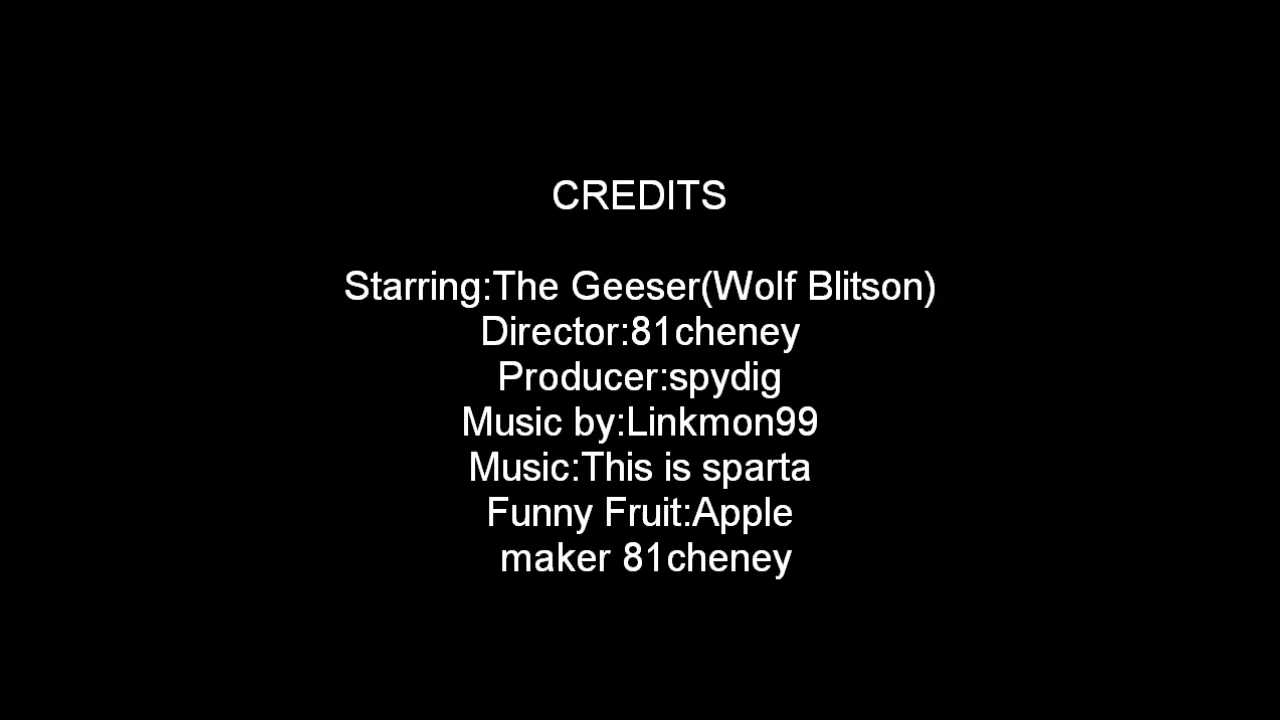 CREDITS
Starring:The Geeser(Wolf Blitson)
Director:81cheney
Producer:spydig
Music by:Linkmon99
Music:This is sparta
Funny Fruit:Apple
maker 81cheney